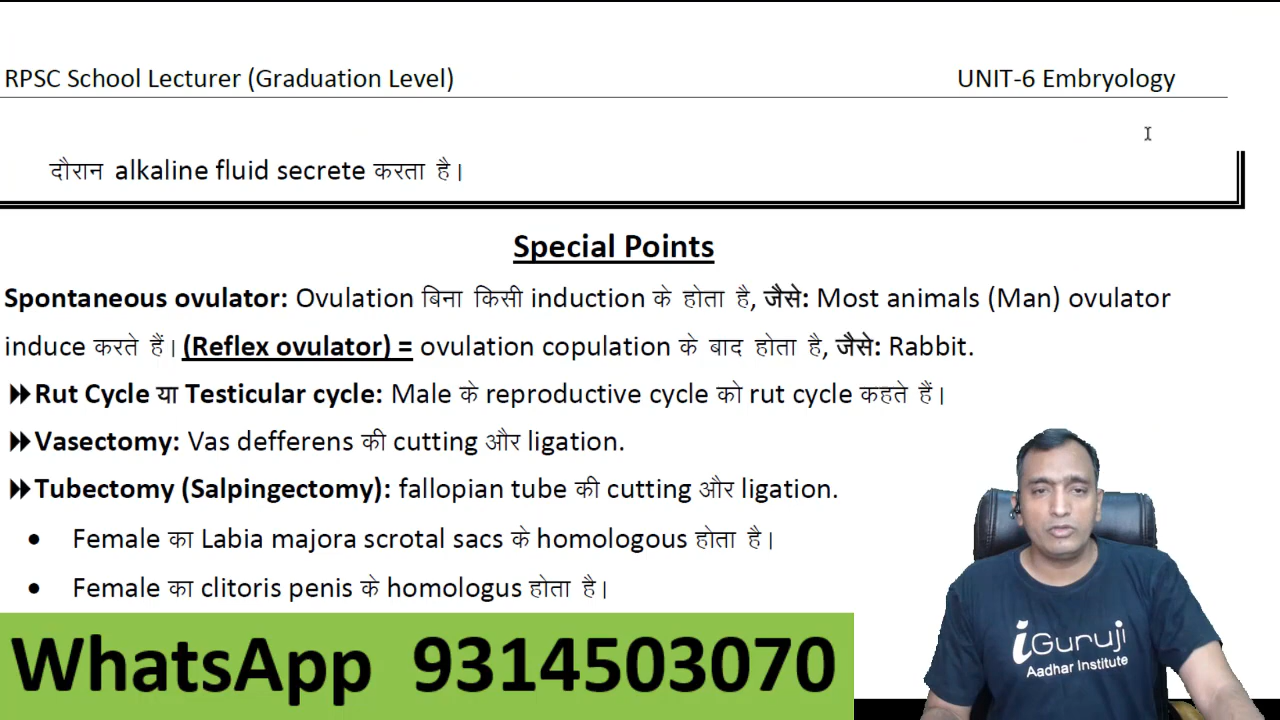 RPSC School Lecturer (Graduation Level) UNIT-6 Embryology
दौरान alkaline fluid secrete करता है।
Special Points
Spontaneous ovulator: Ovulation बिना किसी induction के होता है, जैसे: Most animals (Man) ovulator
induce करते हैं। (Reflex ovulator) = ovulation copulation के बाद होता है, जैसे: Rabbit.
Rut Cycle या Testicular cycle: Male के reproductive cycle को rut cycle कहते हैं।
Vasectomy: Vas defferens की cutting और ligation.
Tubectomy (Salpingectomy): fallopian tube की cutting और ligation.
• Female का Labia majora scrotal sacs के homologous होता है।
• Female का clitoris penis के homologus होता है।
WhatsApp 9314503070
iGuruji
Aadhar Institute